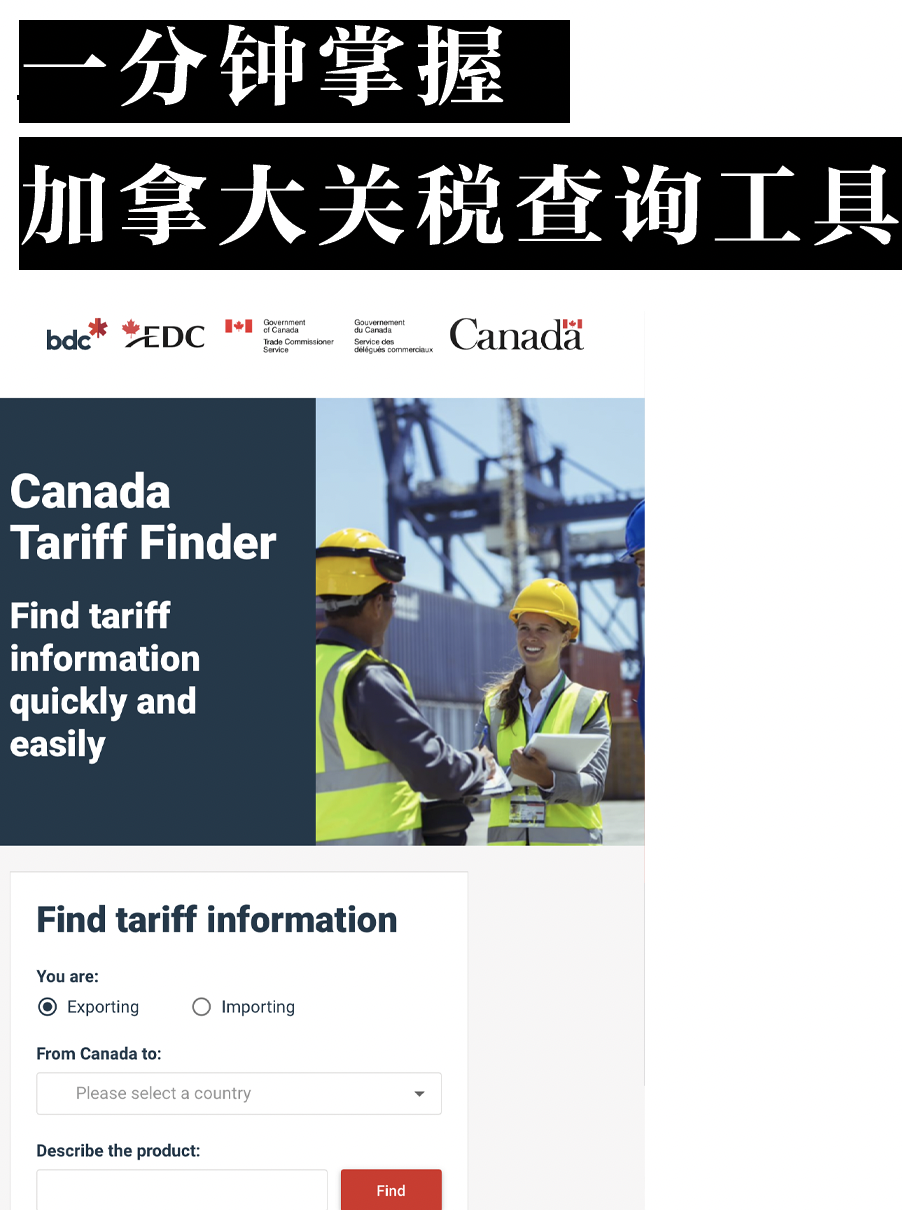 一分钟掌握
加拿大关税查询工具
bdc
EDC
Government
of Canada
Trade Commissioner
Service
Gouvernement
du Canada
Service des
délégués commerciaux
Canada
Canada
Tariff Finder
Find tariff
information
quickly and
easily
Find tariff information
You are:
Exporting
Importing
From Canada to:
Please select a country
Describe the product:
Find